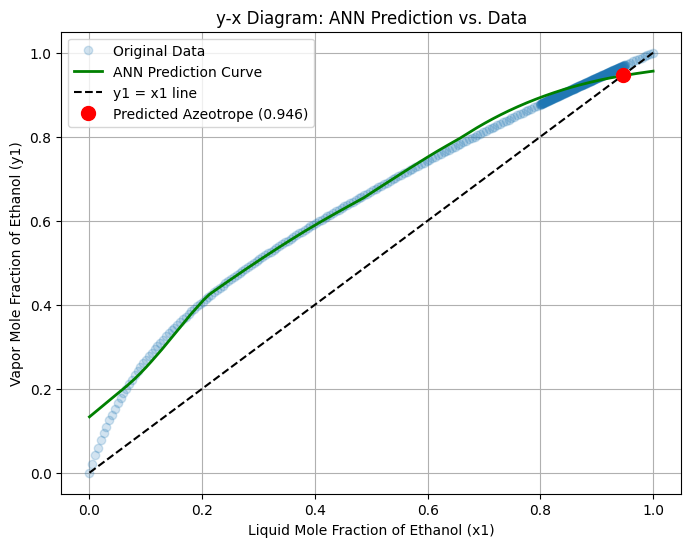 y-x Diagram: ANN Prediction vs. Data
Original Data
ANN Prediction Curve
y1 = x1 line
Predicted Azeotrope (0.946)
Vapor Mole Fraction of Ethanol (y1)
1.0
0.8
0.6
0.4
0.2
0.0
0.0 0.2 0.4 0.6 0.8 1.0
Liquid Mole Fraction of Ethanol (x1)